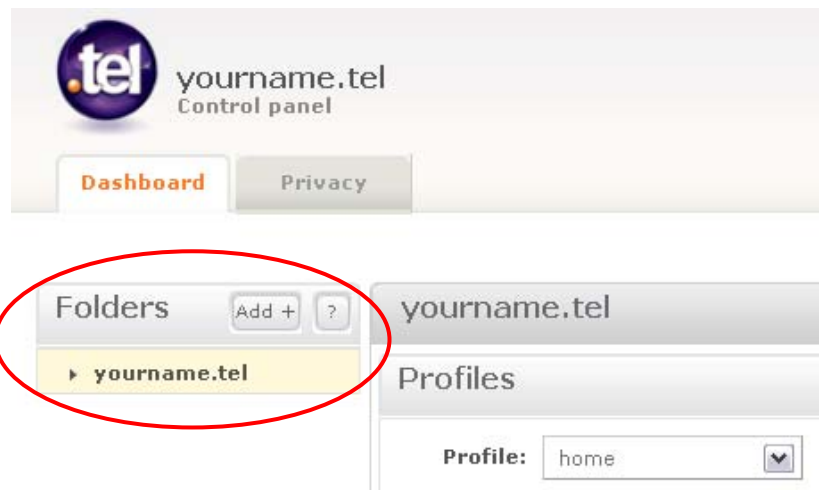 .tel
yourname.tel
Control panel
Dashboard Privacy
Folders Add + ?
yourname.tel
yourname.tel
Profiles
Profile: home